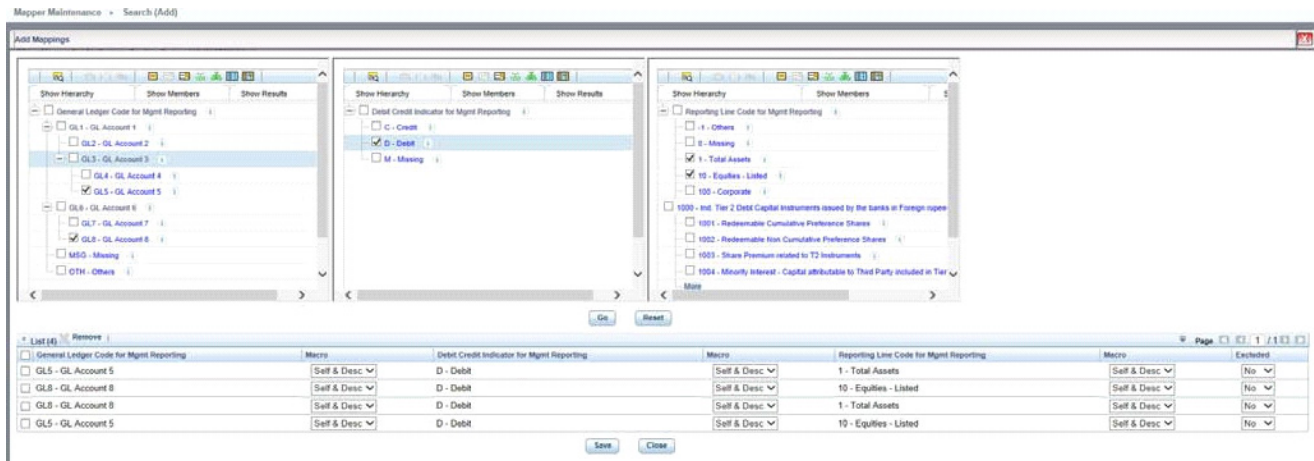 Mapper Maintenance » Search (Add)
Add Mappings
Show Hierarchy Show Members Show Results
General Ledger Code for Mgmt Reporting
GL1 - GL Account 1
GL2 - GL Account 2
GL3 - GL Account 3
GL4 - GL Account 4
GL5 - GL Account 5
GL6 - GL Account 6
GL7 - GL Account 7
GL8 - GL Account 8
MSG - Missing
OTH - Others
Show Hierarchy Show Members Show Results
Debit Credit Indicator for Mgmt Reporting
C - Credit
D - Debit
M - Missing
Show Hierarchy Show Members S
Reporting Line Code for Mgmt Reporting
-1 - Others
0 - Missing
1 - Total Assets
10 - Equities - Listed
100 - Corporate
1000 - Ind. Tier 2 Debt Capital Instruments issued by the banks in Foreign rupee
1001 - Redeemable Cumulative Preference Shares
1002 - Redeemable Non Cumulative Preference Shares
1003 - Share Premium related to T2 Instruments
1004 - Minority Interest - Capital attributable to Third Party included in Tier
More
Go Reset
List (4) Remove Page 1 / 1
General Ledger Code for Mgmt Reporting Macro Debit Credit Indicator for Mgmt Reporting Macro Reporting Line Code for Mgmt Reporting Macro Excluded
GL5 - GL Account 5 Self & Desc D - Debit Self & Desc 1 - Total Assets Self & Desc No
GL8 - GL Account 8 Self & Desc D - Debit Self & Desc 10 - Equities - Listed Self & Desc No
GL8 - GL Account 8 Self & Desc D - Debit Self & Desc 1 - Total Assets Self & Desc No
GL5 - GL Account 5 Self & Desc D - Debit Self & Desc 10 - Equities - Listed Self & Desc No
Save Close